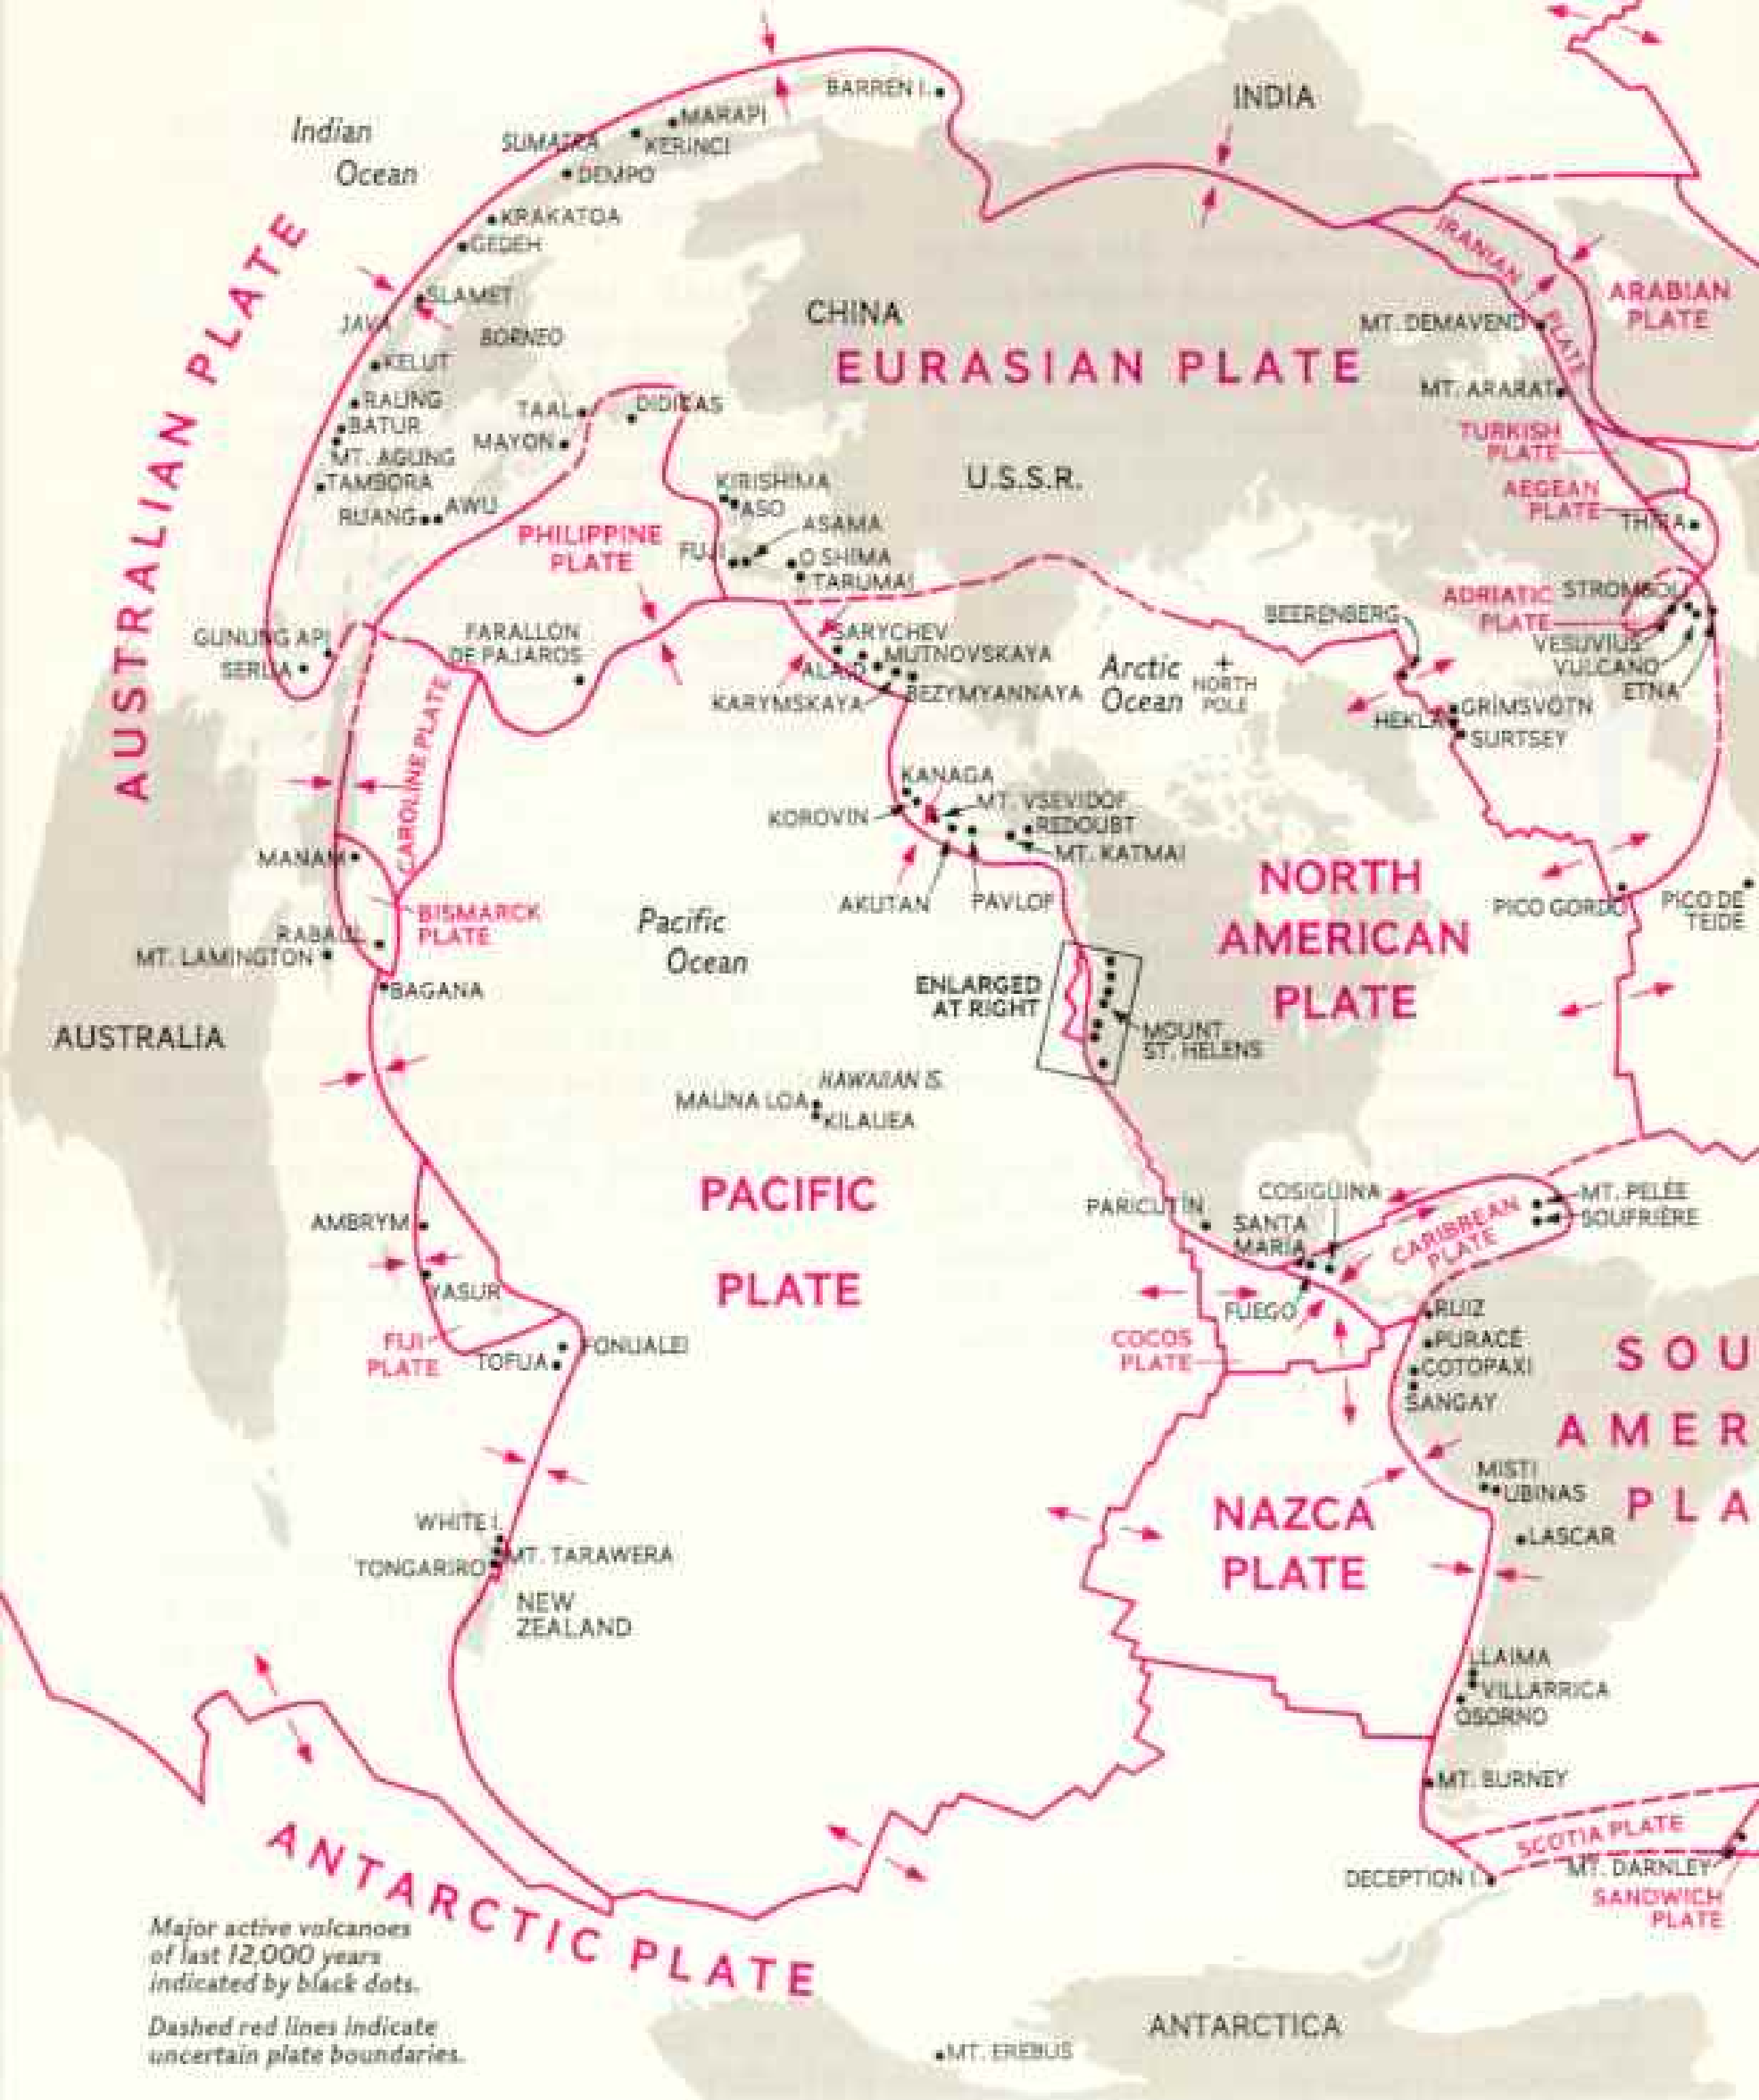 BARREN I.
INDIA
MARAPI
Indian
Ocean
SUMATRA
KERINCI
DEMPO
KRAKATOA
GEDEH
IRANIAN
PLATE
ARABIAN
PLATE
SLAMET
JAVA
BORNEO
CHINA
MT. DEMAVEND
EURASIAN PLATE
KELUT
MT. ARARAT
RAUNG
TAAL
DIDICAS
BATUR
MAYON
TURKISH
PLATE
MT. AGUNG
TAMBORA
KIRISHIMA
ASO
U.S.S.R.
AEGEAN
PLATE
RUANG
AWU
THIRA
AUSTRALIAN PLATE
PHILIPPINE
PLATE
ASAMA
FUJI
O SHIMA
TARUMAI
ADRIATIC
PLATE
STROMBOLI
BEERENBERG
GUNUNG API
SERUA
FARALLON
DE PAJAROS
SARYCHEV
MUTNOVSKAYA
ALAID
Arctic
Ocean
NORTH
POLE
VESUVIUS
VULCANO
ETNA
KARYMSKAYA
BEZYMYANNAYA
GRÍMSVÖTN
HEKLA
SURTSEY
CAROLINE PLATE
KANAGA
MT. VSEVIDOF
KOROVIN
REDOUBT
MT. KATMAI
MANAM
NORTH
AMERICAN
PLATE
AKUTAN
PAVLOF
PICO GORDO
PICO DE
TEIDE
BISMARCK
PLATE
Pacific
Ocean
RABAUL
MT. LAMINGTON
BAGANA
ENLARGED
AT RIGHT
AUSTRALIA
MOUNT
ST. HELENS
HAWAIIAN IS.
MAUNA LOA
KILAUEA
PACIFIC
PLATE
PARICUTÍN
COSIGÜINA
MT. PELÉE
SOUFRIÈRE
AMBRYM
SANTA
MARIA
CARIBBEAN
PLATE
YASUR
FUEGO
RUIZ
FIJI
PLATE
TOFUA
FONUALEI
COCOS
PLATE
PURACÉ
COTOPAXI
SANGAY
SOU
AMER
PLA
MISTI
UBINAS
LASCAR
NAZCA
PLATE
WHITE I.
MT. TARAWERA
TONGARIRO
NEW
ZEALAND
LLAIMA
VILLARRICA
OSORNO
MT. BURNEY
SCOTIA PLATE
DECEPTION I.
MT. DARNLEY
SANDWICH
PLATE
ANTARCTIC PLATE
Major active volcanoes
of last 12,000 years
indicated by black dots.
Dashed red lines indicate
uncertain plate boundaries.
ANTARCTICA
MT. EREBUS